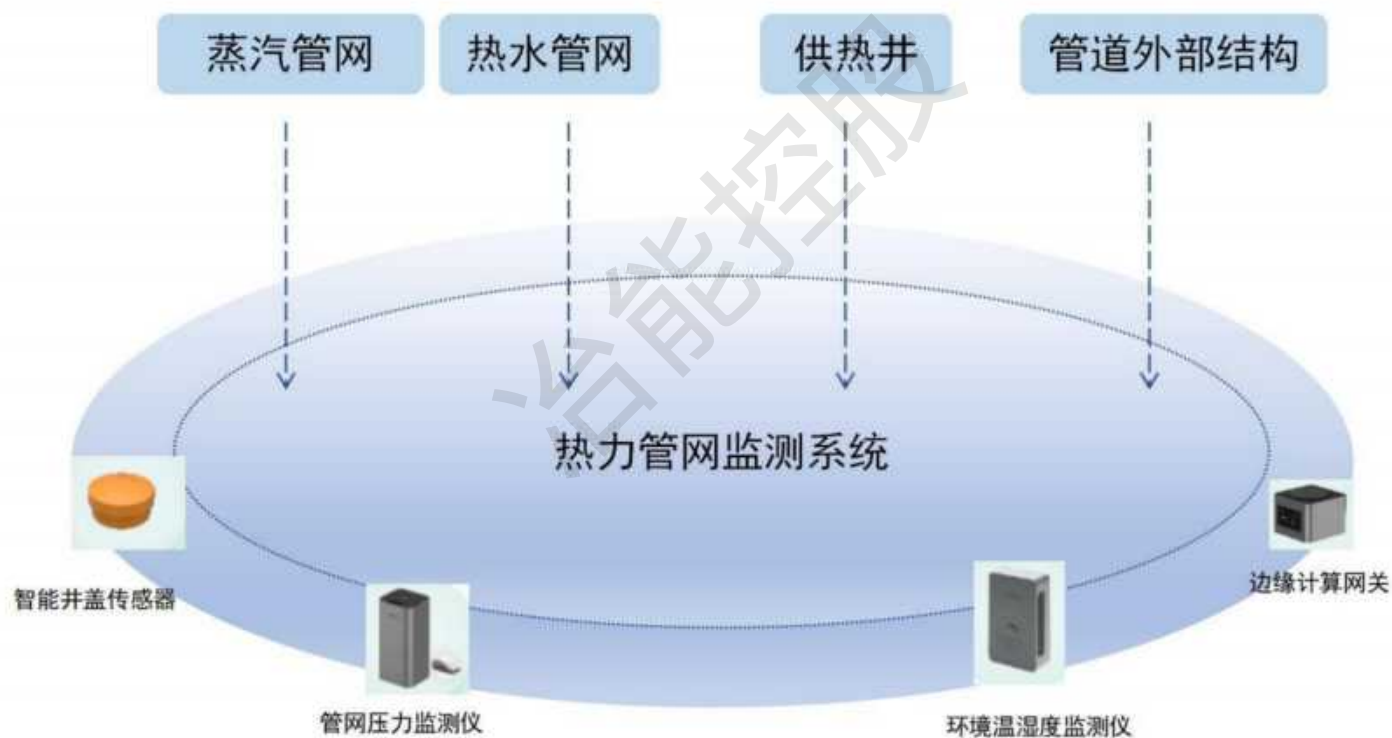 蒸汽管网
热水管网
供热井
管道外部结构
冶能控股
热力管网监测系统
智能井盖传感器
边缘计算网关
管网压力监测仪
环境温湿度监测仪